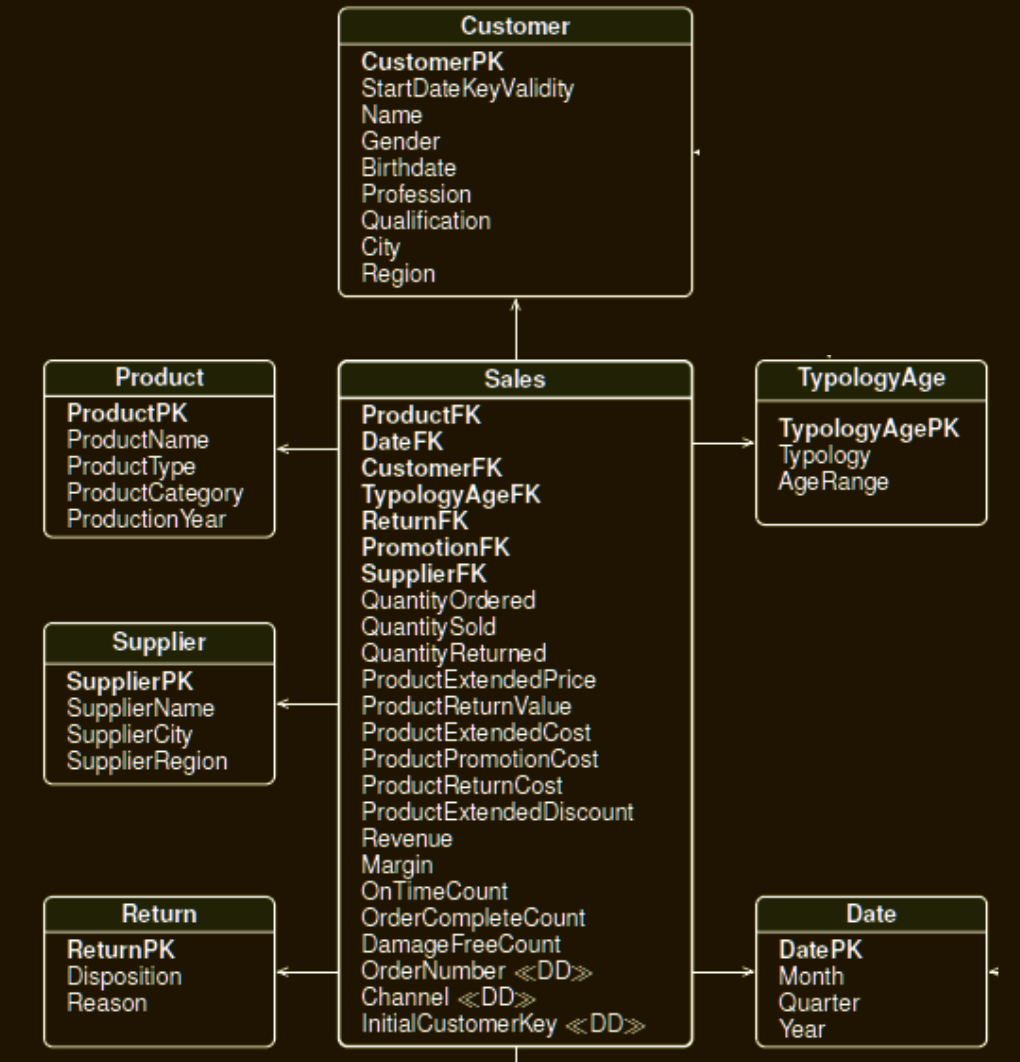 Customer
CustomerPK
StartDateKeyValidity
Name
Gender
Birthdate
Profession
Qualification
City
Region
Product
ProductPK
ProductName
ProductType
ProductCategory
ProductionYear
Sales
ProductFK
DateFK
CustomerFK
TypologyAgeFK
ReturnFK
PromotionFK
SupplierFK
QuantityOrdered
QuantitySold
QuantityReturned
ProductExtendedPrice
ProductReturnValue
ProductExtendedCost
ProductPromotionCost
ProductReturnCost
ProductExtendedDiscount
Revenue
Margin
OnTimeCount
OrderCompleteCount
DamageFreeCount
OrderNumber ≪DD≫
Channel ≪DD≫
InitialCustomerKey ≪DD≫
TypologyAge
TypologyAgePK
Typology
AgeRange
Supplier
SupplierPK
SupplierName
SupplierCity
SupplierRegion
Return
ReturnPK
Disposition
Reason
Date
DatePK
Month
Quarter
Year